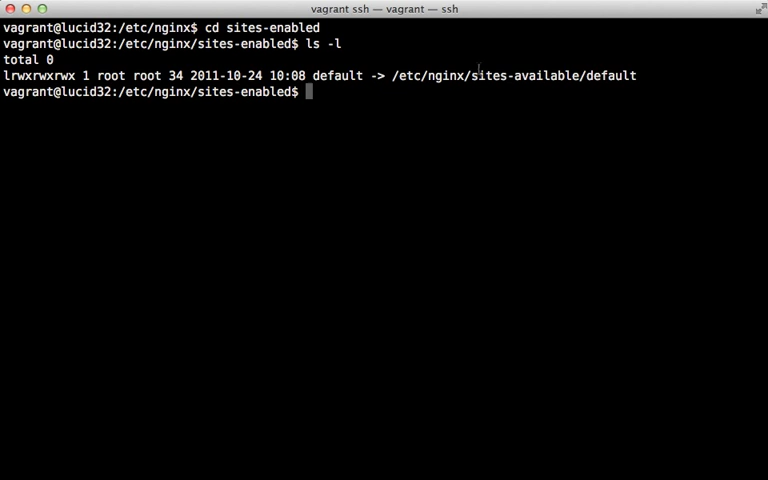 vagrant ssh — vagrant — ssh
vagrant@lucid32:/etc/nginx$ cd sites-enabled
vagrant@lucid32:/etc/nginx/sites-enabled$ ls -l
total 0
lrwxrwxrwx 1 root root 34 2011-10-24 10:08 default -> /etc/nginx/sites-available/default
vagrant@lucid32:/etc/nginx/sites-enabled$